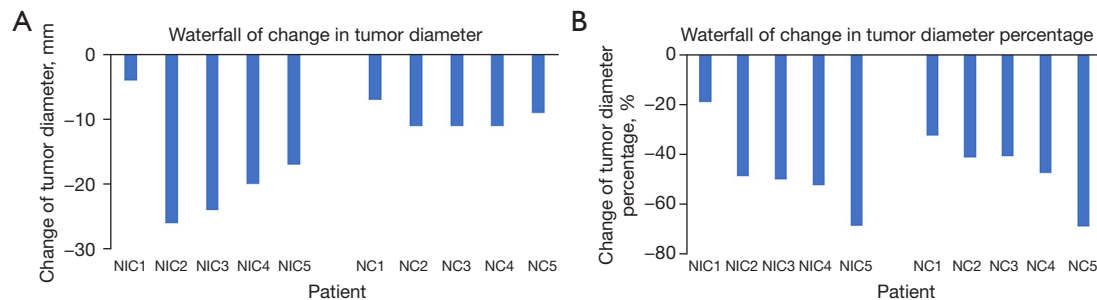 A
Waterfall of change in tumor diameter
Change of tumor diameter, mm
0
−10
−20
−30
NIC1 NIC2 NIC3 NIC4 NIC5 NC1 NC2 NC3 NC4 NC5
Patient
B
Waterfall of change in tumor diameter percentage
Change of tumor diameter
percentage, %
0
−20
−40
−60
−80
NIC1 NIC2 NIC3 NIC4 NIC5 NC1 NC2 NC3 NC4 NC5
Patient